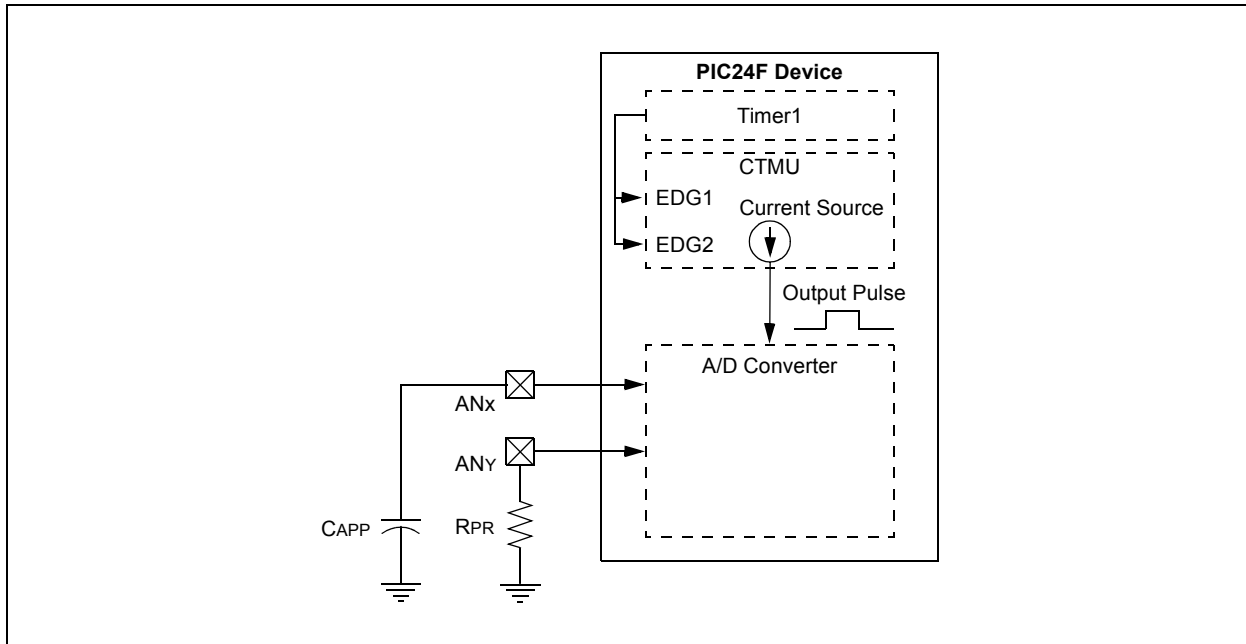 PIC24F Device
Timer1
CTMU
EDG1
Current Source
EDG2
Output Pulse
A/D Converter
ANX
ANY
CAPP
RPR